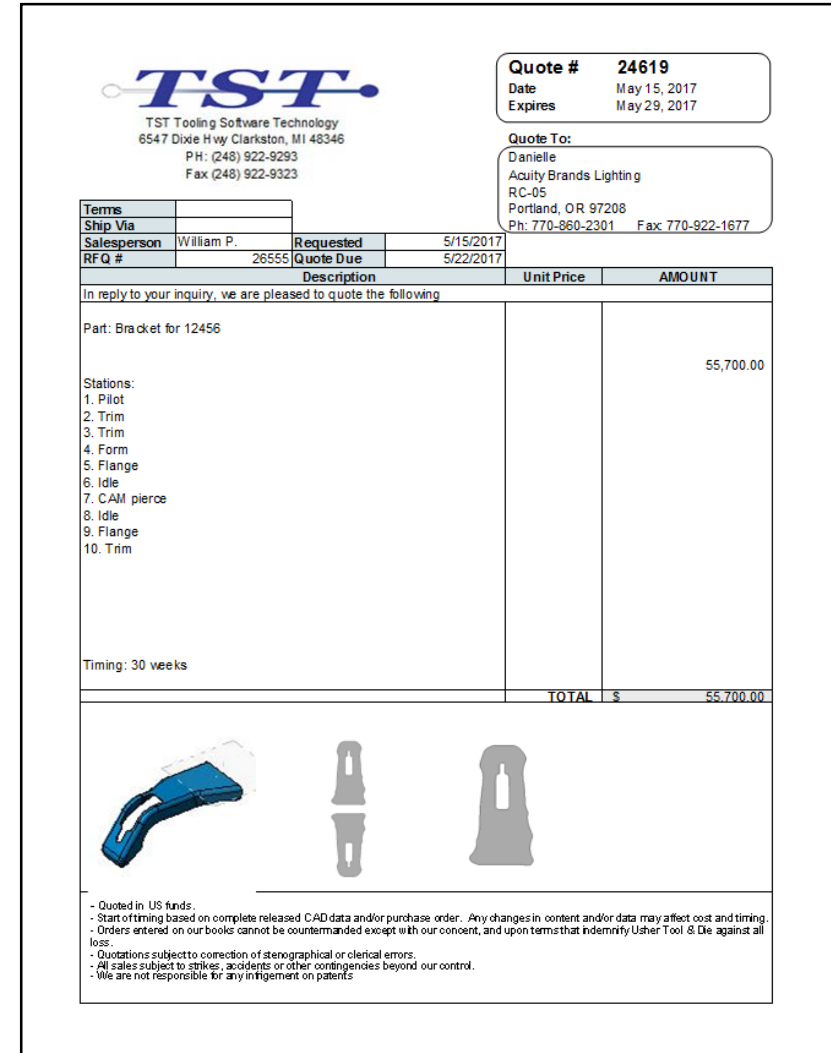 TST
TST Tooling Software Technology
6547 Dixie Hwy Clarkston, MI 48346
PH: (248) 922-9293
Fax (248) 922-9323
Quote # 24619
Date May 15, 2017
Expires May 29, 2017
Quote To:
Danielle
Acuity Brands Lighting
RC-05
Portland, OR 97208
Ph: 770-860-2301 Fax: 770-922-1677
Terms
Ship Via
Salesperson William P. Requested 5/15/2017
RFQ # 26555 Quote Due 5/22/2017
Description Unit Price AMOUNT
In reply to your inquiry, we are pleased to quote the following
Part: Bracket for 12456
55,700.00
Stations:
1. Pilot
2. Trim
3. Trim
4. Form
5. Flange
6. Idle
7. CAM pierce
8. Idle
9. Flange
10. Trim
Timing: 30 weeks
TOTAL $ 55,700.00
- Quoted in US funds.
- Start of timing based on complete released CAD data and/or purchase order. Any changes in content and/or data may affect cost and timing.
- Orders entered on our books cannot be countermanded except with our concent, and upon terms that indemnify Usher Tool & Die against all
loss.
- Quotations subject to correction of stenographical or clerical errors.
- All sales subject to strikes, accidents or other contingencies beyond our control.
- We are not responsible for any infrigement on patents